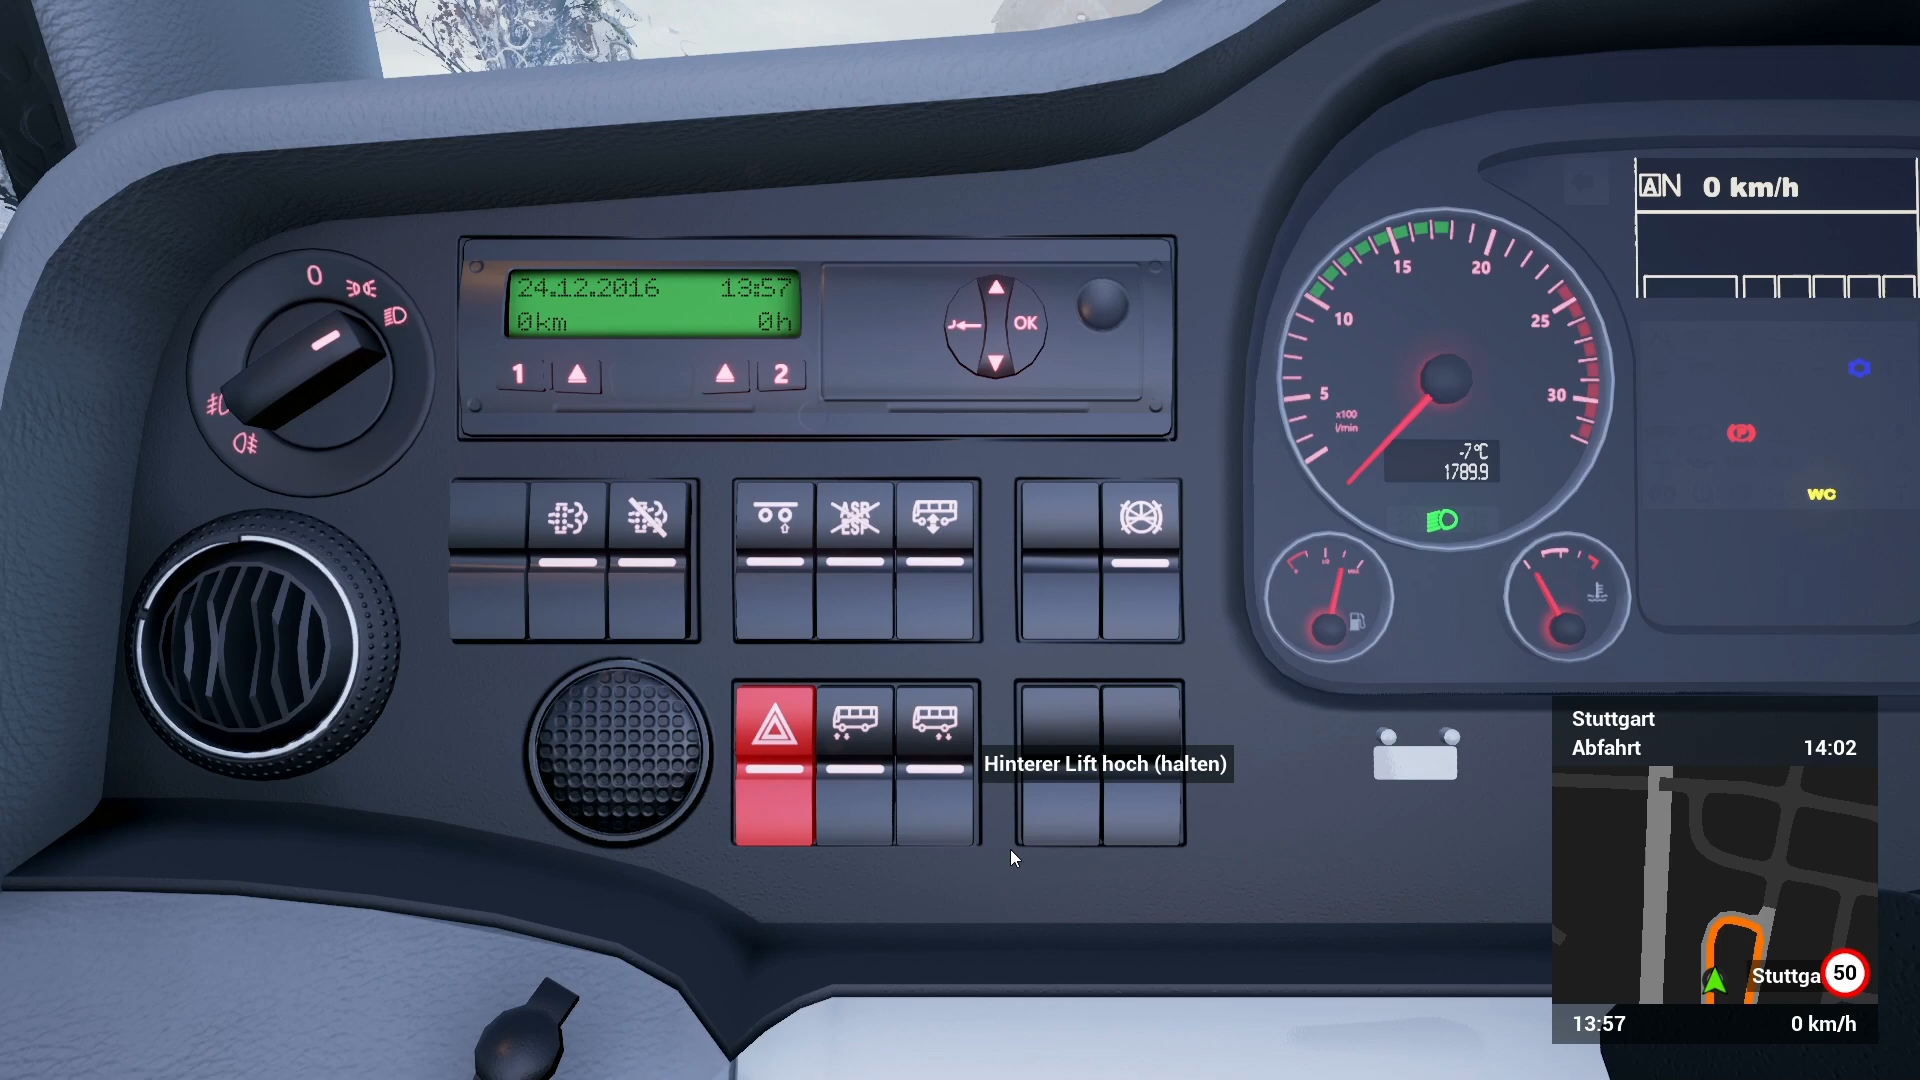 0
24.12.2016 13:57
0km 0h
1
2
OK
ASR
ESP
5
10
15
20
25
30
x100
l/min
-7°C
1789.9
AN 0 km/h
P
WC
Hinterer Lift hoch (halten)
Stuttgart
Abfahrt 14:02
Stuttga
50
13:57 0 km/h